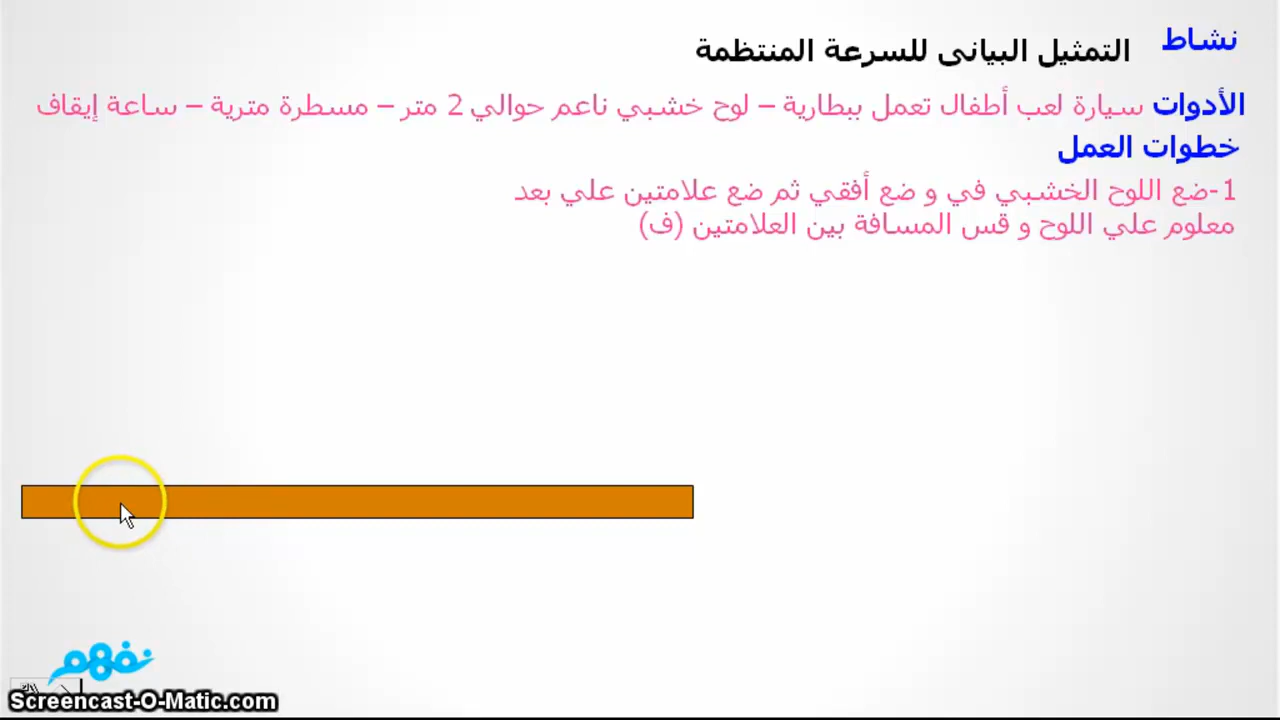 نشاط
التمثيل البيانى للسرعة المنتظمة
الأدوات سيارة لعب أطفال تعمل ببطارية – لوح خشبي ناعم حوالي 2 متر – مسطرة مترية – ساعة إيقاف
خطوات العمل
1-ضع اللوح الخشبي في و ضع أفقي ثم ضع علامتين علي بعد
معلوم علي اللوح و قس المسافة بين العلامتين (ف)
نفهم
Screencast-O-Matic.com